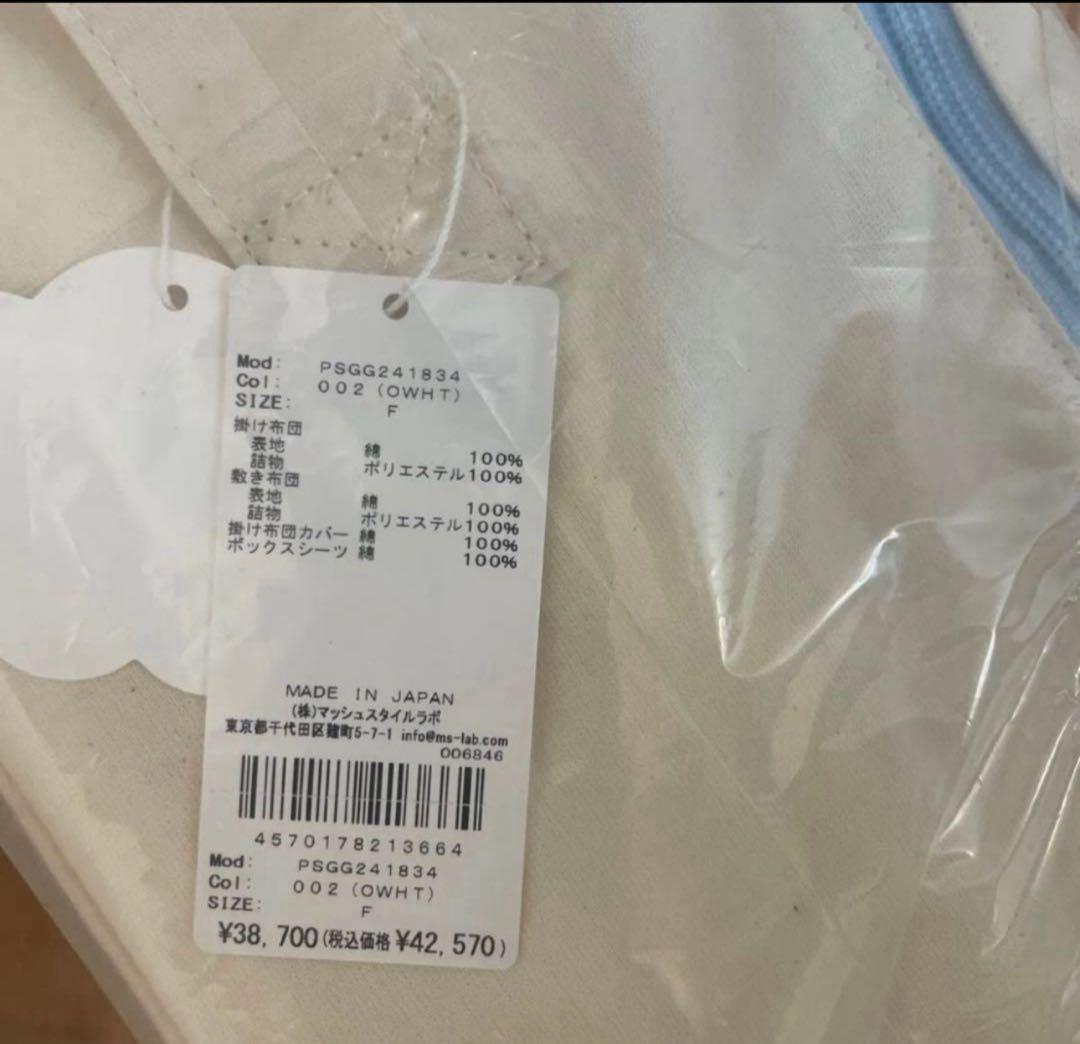 Mod: PSGG241834
Col: 002 (OWHT)
SIZE: F
掛け布団
表地 綿 100%
詰物 ポリエステル100%
敷き布団
表地 綿 100%
詰物 ポリエステル100%
掛け布団カバー 綿 100%
ボックスシーツ 綿 100%
MADE IN JAPAN
(株)マッシュスタイルラボ
東京都千代田区麹町5-7-1 info@ms-lab.com
006846
4570178213664
Mod: PSGG241834
Col: 002 (OWHT)
SIZE: F
¥38,700(税込価格 ¥42,570)